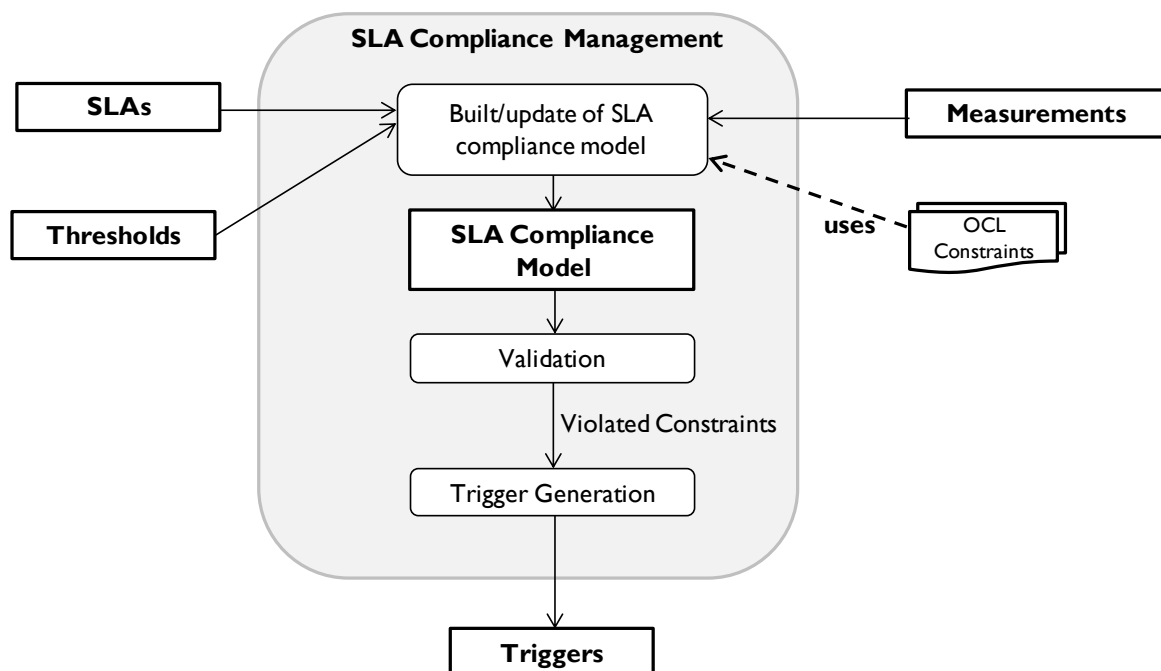 SLA Compliance Management
SLAs
Built/update of SLA
compliance model
Measurements
Thresholds
uses
OCL
Constraints
SLA Compliance
Model
Validation
Violated Constraints
Trigger Generation
Triggers